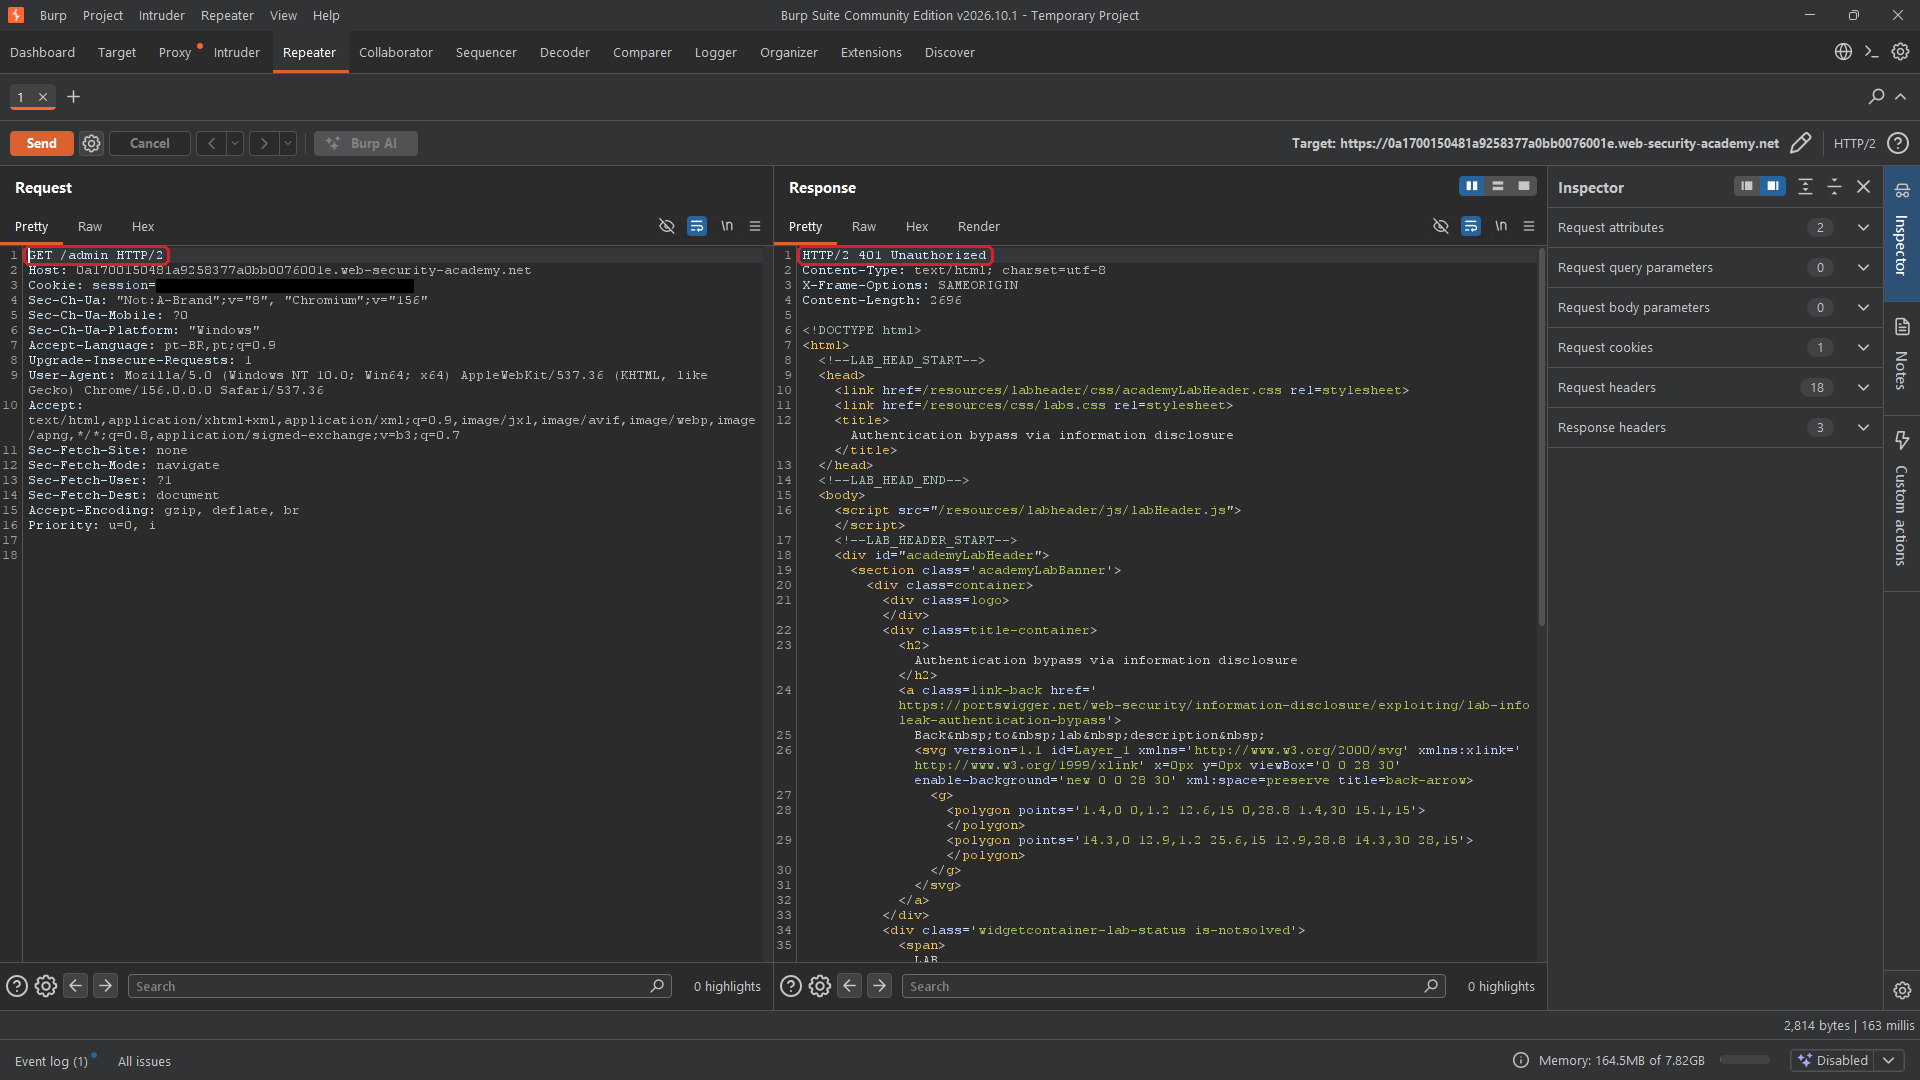 Burp Project Intruder Repeater View Help
Burp Suite Community Edition v2026.10.1 - Temporary Project
Dashboard Target Proxy Intruder Repeater Collaborator Sequencer Decoder Comparer Logger Organizer Extensions Discover
1
Send Cancel Burp AI
Target: https://0a1700150481a9258377a0bb0076001e.web-security-academy.net HTTP/2
Request
Pretty Raw Hex \n
1 GET /admin HTTP/2
2 Host: 0a1700150481a9258377a0bb0076001e.web-security-academy.net
3 Cookie: session=
4 Sec-Ch-Ua: "Not:A-Brand";v="8", "Chromium";v="156"
5 Sec-Ch-Ua-Mobile: ?0
6 Sec-Ch-Ua-Platform: "Windows"
7 Accept-Language: pt-BR,pt;q=0.9
8 Upgrade-Insecure-Requests: 1
9 User-Agent: Mozilla/5.0 (Windows NT 10.0; Win64; x64) AppleWebKit/537.36 (KHTML, like
Gecko) Chrome/156.0.0.0 Safari/537.36
10 Accept:
text/html,application/xhtml+xml,application/xml;q=0.9,image/jxl,image/avif,image/webp,image
/apng,*/*;q=0.8,application/signed-exchange;v=b3;q=0.7
11 Sec-Fetch-Site: none
12 Sec-Fetch-Mode: navigate
13 Sec-Fetch-User: ?1
14 Sec-Fetch-Dest: document
15 Accept-Encoding: gzip, deflate, br
16 Priority: u=0, i
17
18
Search 0 highlights
Response
Pretty Raw Hex Render \n
1 HTTP/2 401 Unauthorized
2 Content-Type: text/html; charset=utf-8
3 X-Frame-Options: SAMEORIGIN
4 Content-Length: 2696
5
6 <!DOCTYPE html>
7 <html>
8 <!--LAB_HEAD_START-->
9 <head>
10 <link href=/resources/labheader/css/academyLabHeader.css rel=stylesheet>
11 <link href=/resources/css/labs.css rel=stylesheet>
12 <title>
Authentication bypass via information disclosure
</title>
13 </head>
14 <!--LAB_HEAD_END-->
15 <body>
16 <script src="/resources/labheader/js/labHeader.js">
</script>
17 <!--LAB_HEADER_START-->
18 <div id="academyLabHeader">
19 <section class='academyLabBanner'>
20 <div class=container>
21 <div class=logo>
</div>
22 <div class=title-container>
23 <h2>
Authentication bypass via information disclosure
</h2>
24 <a class=link-back href='
https://portswigger.net/web-security/information-disclosure/exploiting/lab-info
leak-authentication-bypass'>
25 Back&nbsp;to&nbsp;lab&nbsp;description&nbsp;
26 <svg version=1.1 id=Layer_1 xmlns='http://www.w3.org/2000/svg' xmlns:xlink='
http://www.w3.org/1999/xlink' x=0px y=0px viewBox='0 0 28 30'
enable-background='new 0 0 28 30' xml:space=preserve title=back-arrow>
27 <g>
28 <polygon points='1.4,0 0,1.2 12.6,15 0,28.8 1.4,30 15.1,15'>
</polygon>
29 <polygon points='14.3,0 12.9,1.2 25.6,15 12.9,28.8 14.3,30 28,15'>
</polygon>
30 </g>
31 </svg>
32 </a>
33 </div>
34 <div class='widgetcontainer-lab-status is-notsolved'>
35 <span>
LAB
Search 0 highlights
Inspector
Request attributes 2
Request query parameters 0
Request body parameters 0
Request cookies 1
Request headers 18
Response headers 3
Inspector
Notes
Custom actions
2,814 bytes | 163 millis
Event log (1) All issues
Memory: 164.5MB of 7.82GB Disabled